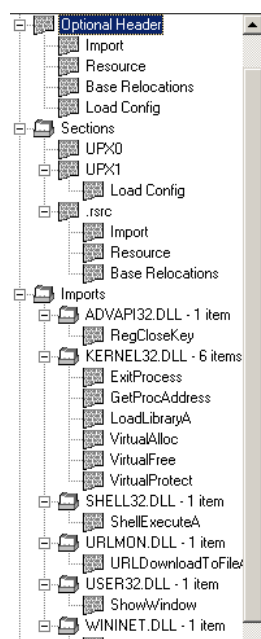 Optional Header
Import
Resource
Base Relocations
Load Config
Sections
UPX0
UPX1
Load Config
.rsrc
Import
Resource
Base Relocations
Imports
ADVAPI32.DLL - 1 item
RegCloseKey
KERNEL32.DLL - 6 items
ExitProcess
GetProcAddress
LoadLibraryA
VirtualAlloc
VirtualFree
VirtualProtect
SHELL32.DLL - 1 item
ShellExecuteA
URLMON.DLL - 1 item
URLDownloadToFileA
USER32.DLL - 1 item
ShowWindow
WININET.DLL - 1 item